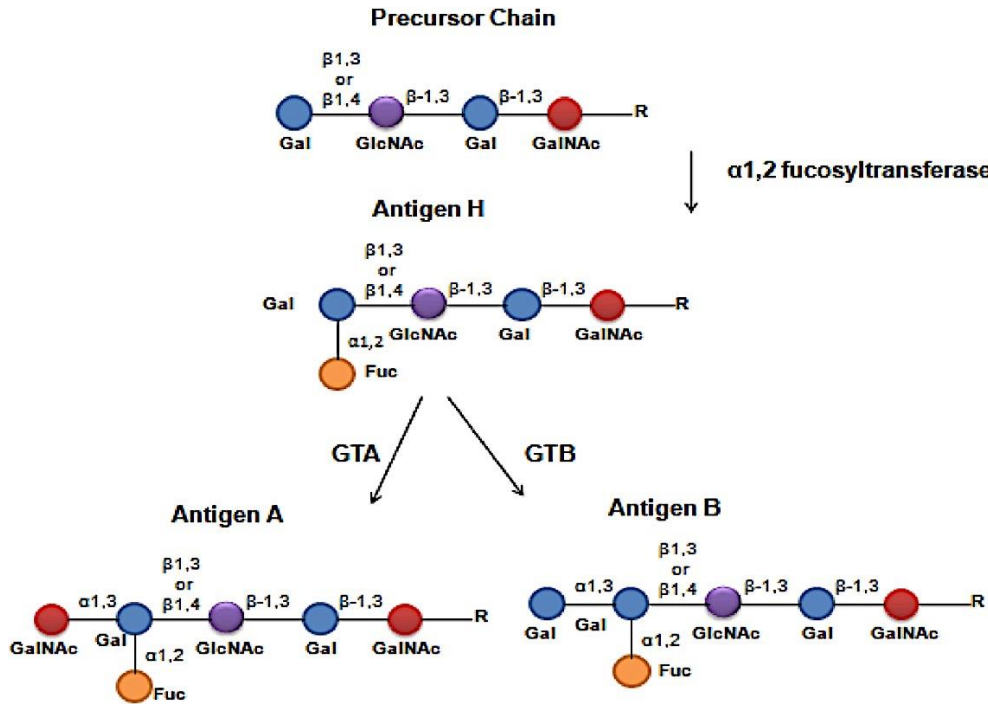 Precursor Chain
β1,3
or
β1,4
β-1,3
β-1,3
R
Gal
GlcNAc
Gal
GalNAc
α1,2 fucosyltransferase
Antigen H
β1,3
or
β1,4
β-1,3
β-1,3
Gal
R
GlcNAc
Gal
GalNAc
α1,2
Fuc
GTA
GTB
Antigen A
β1,3
or
β1,4
α1,3
β-1,3
β-1,3
R
GalNAc
Gal
GlcNAc
Gal
GalNAc
α1,2
Fuc
Antigen B
β1,3
or
β1,4
α1,3
β-1,3
β-1,3
R
Gal
Gal
GlcNAc
Gal
GalNAc
α1,2
Fuc